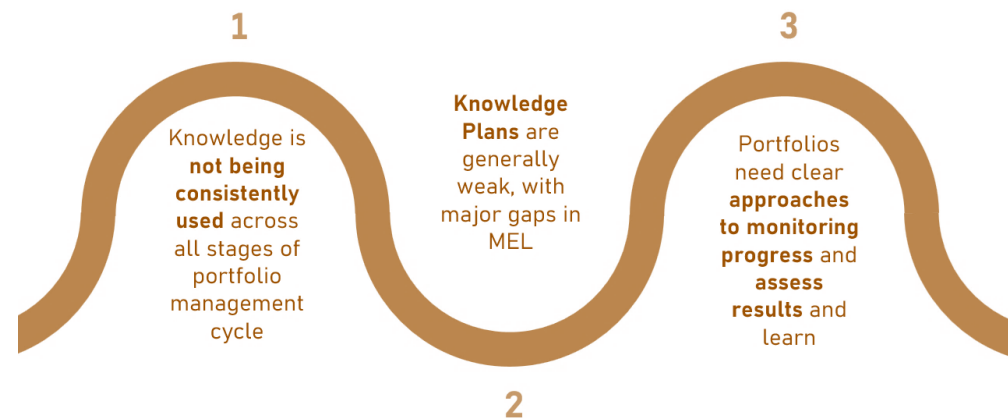 1
Knowledge is
not being
consistently
used across
all stages of
portfolio
management
cycle
Knowledge
Plans are
generally
weak, with
major gaps in
MEL
2
3
Portfolios
need clear
approaches
to monitoring
progress and
assess
results and
learn